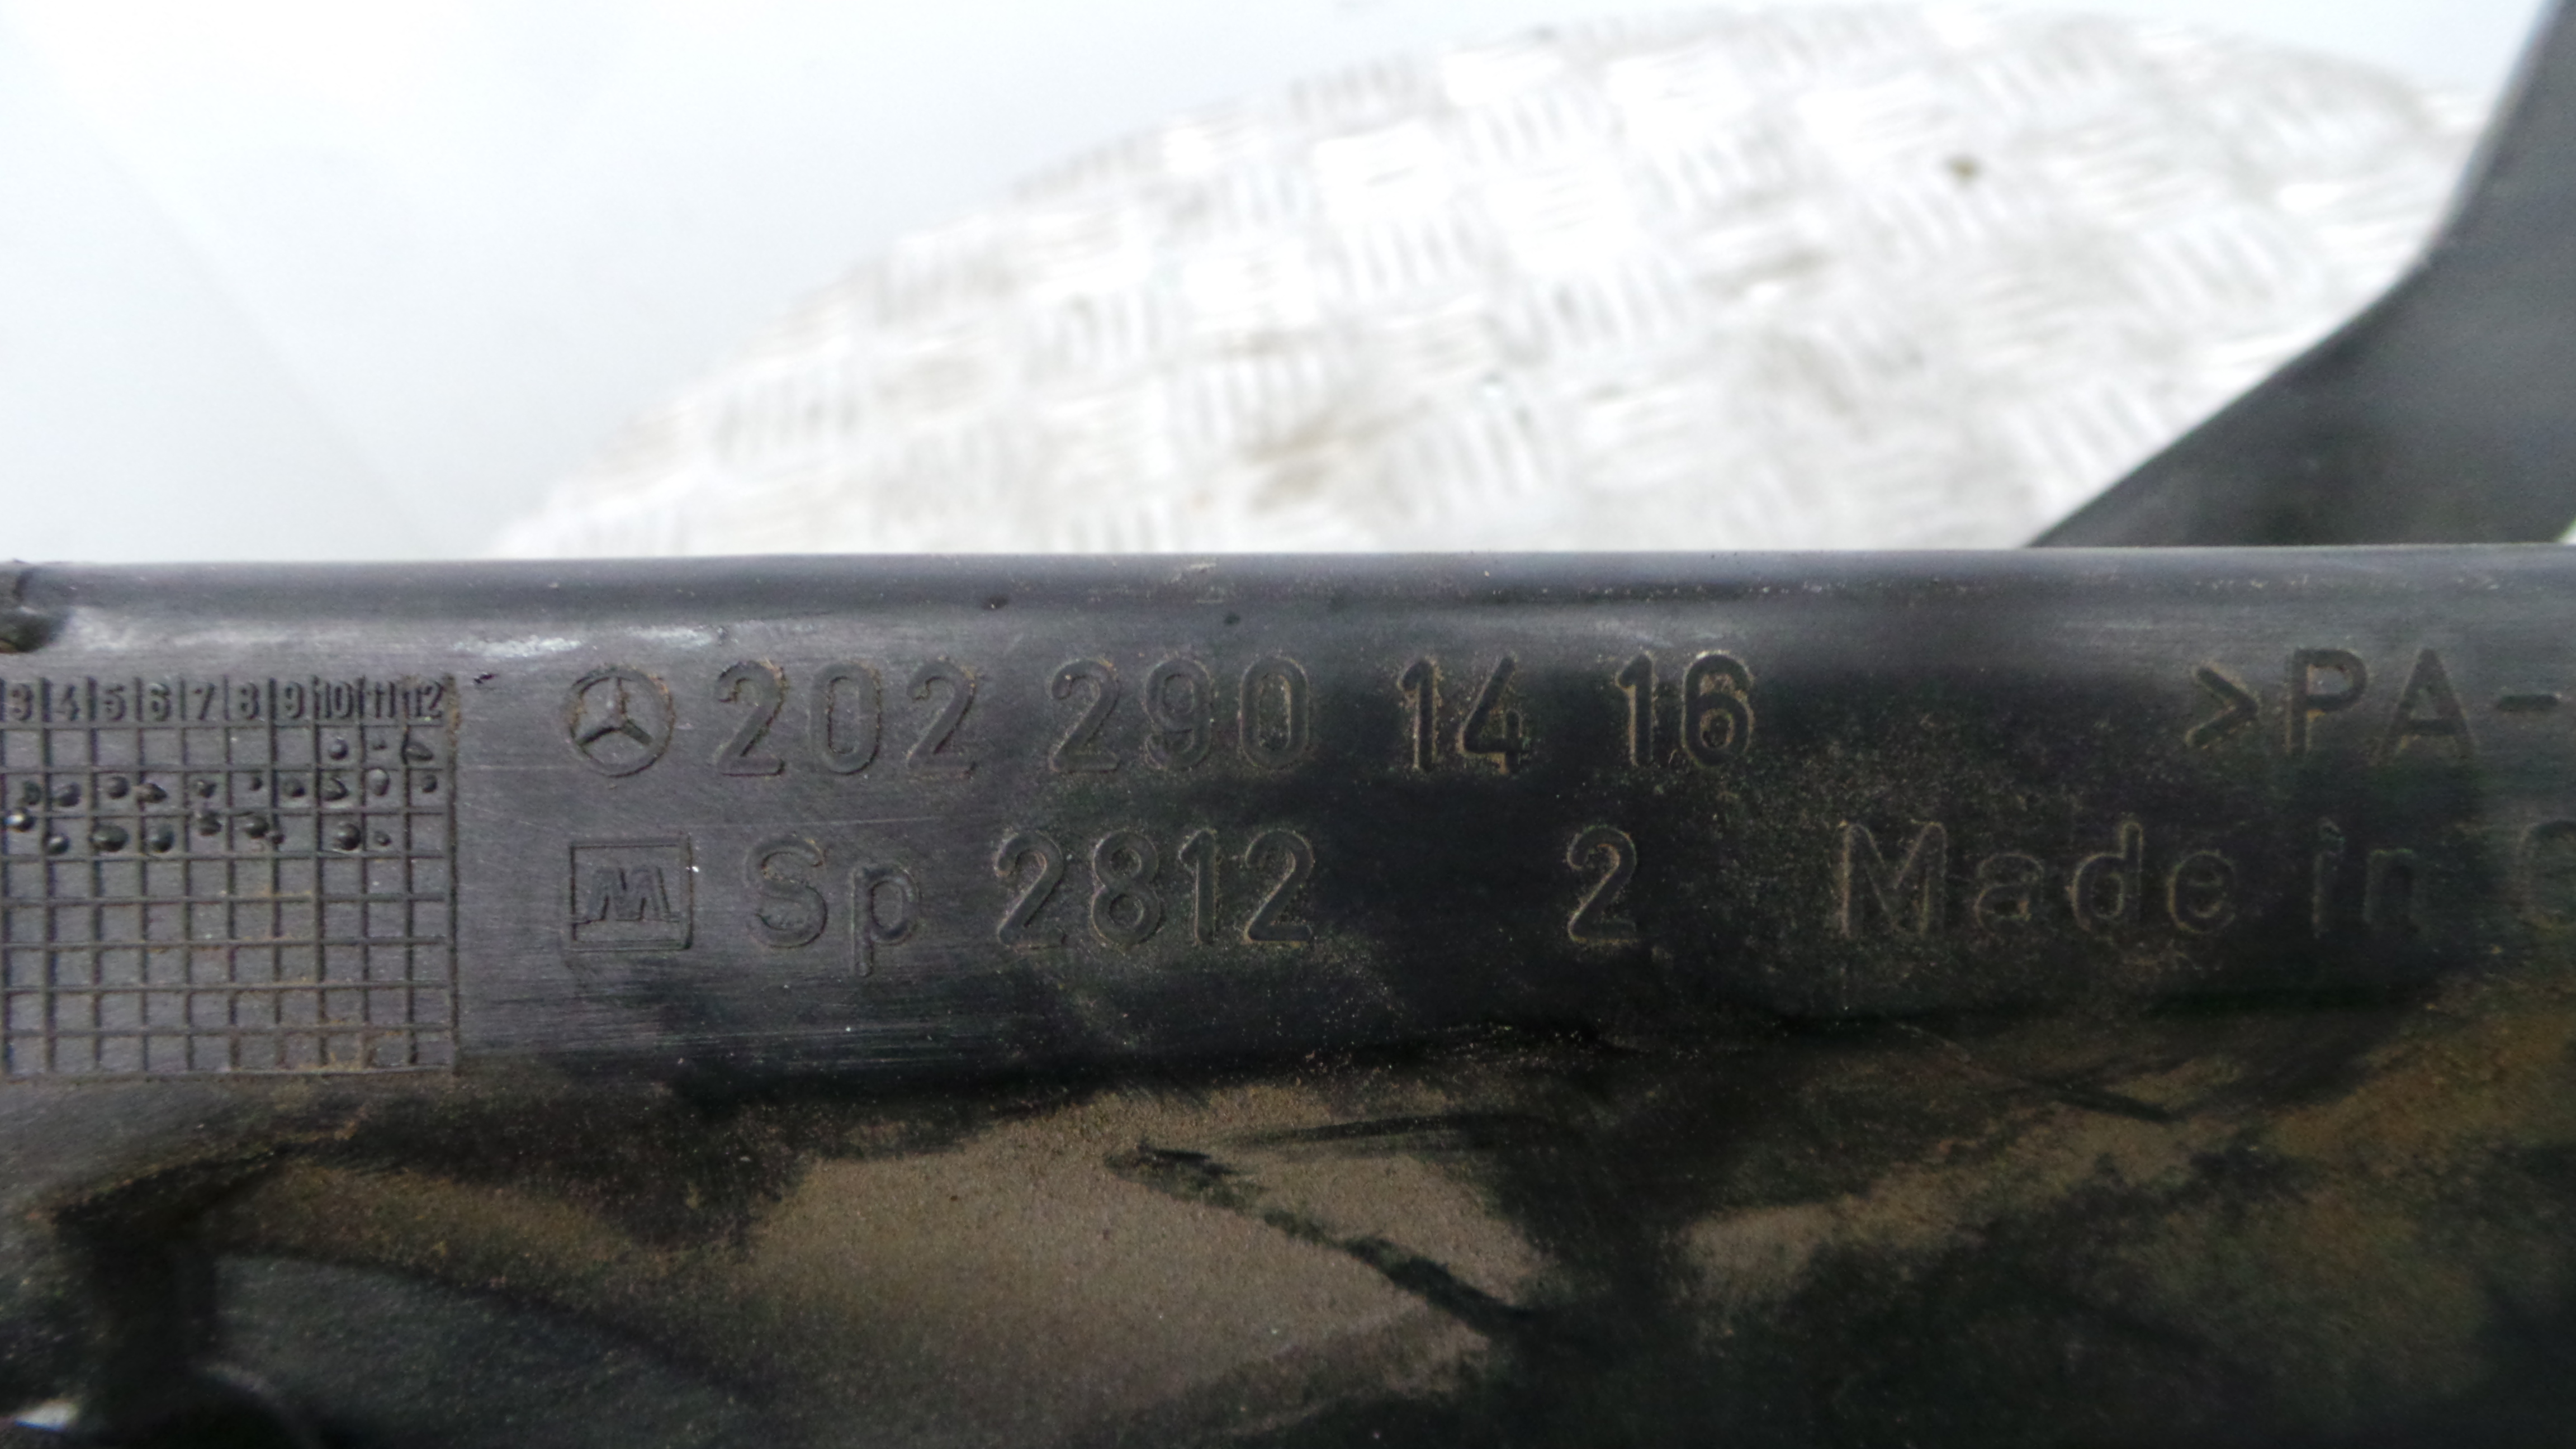 3 4 5 6 7 8 9 10 11 12
202 290 14 16 >PA-
M Sp 2812 2 Made in